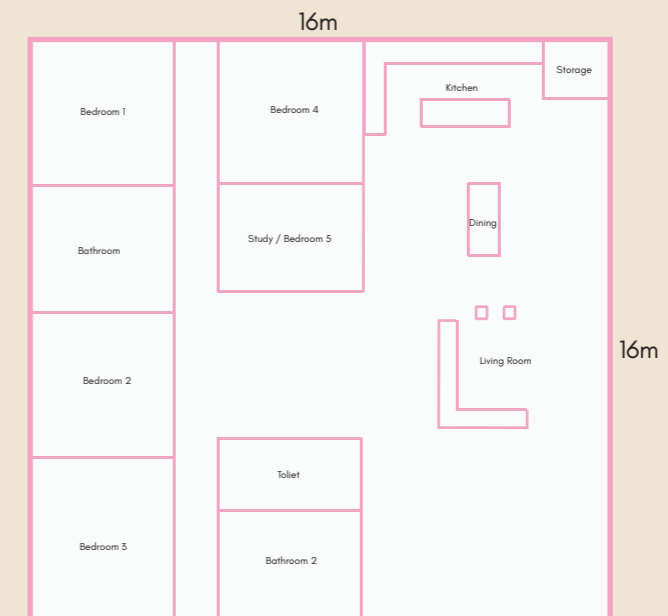 16m
Storage
Kitchen
Bedroom 1
Bedroom 4
Dining
Study / Bedroom 5
Bathroom
16m
Living Room
Bedroom 2
Toliet
Bedroom 3
Bathroom 2